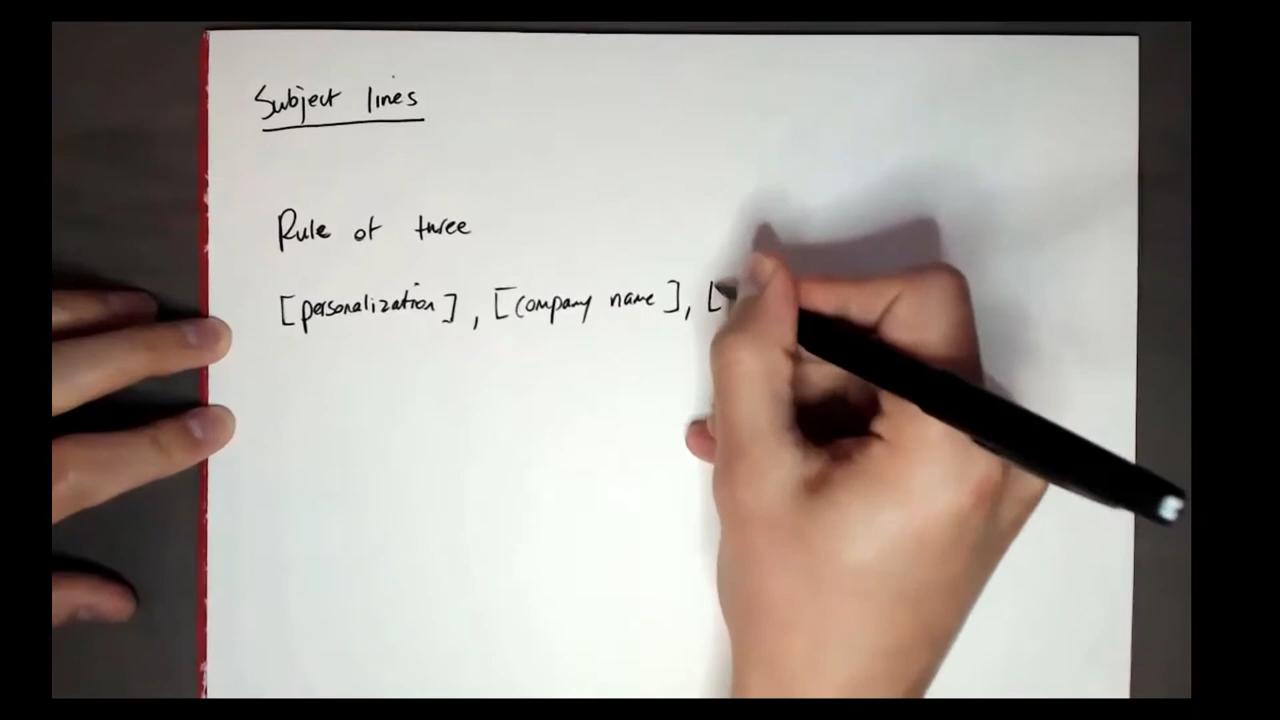 Subject lines
Rule of three
[personalization], [company name], [